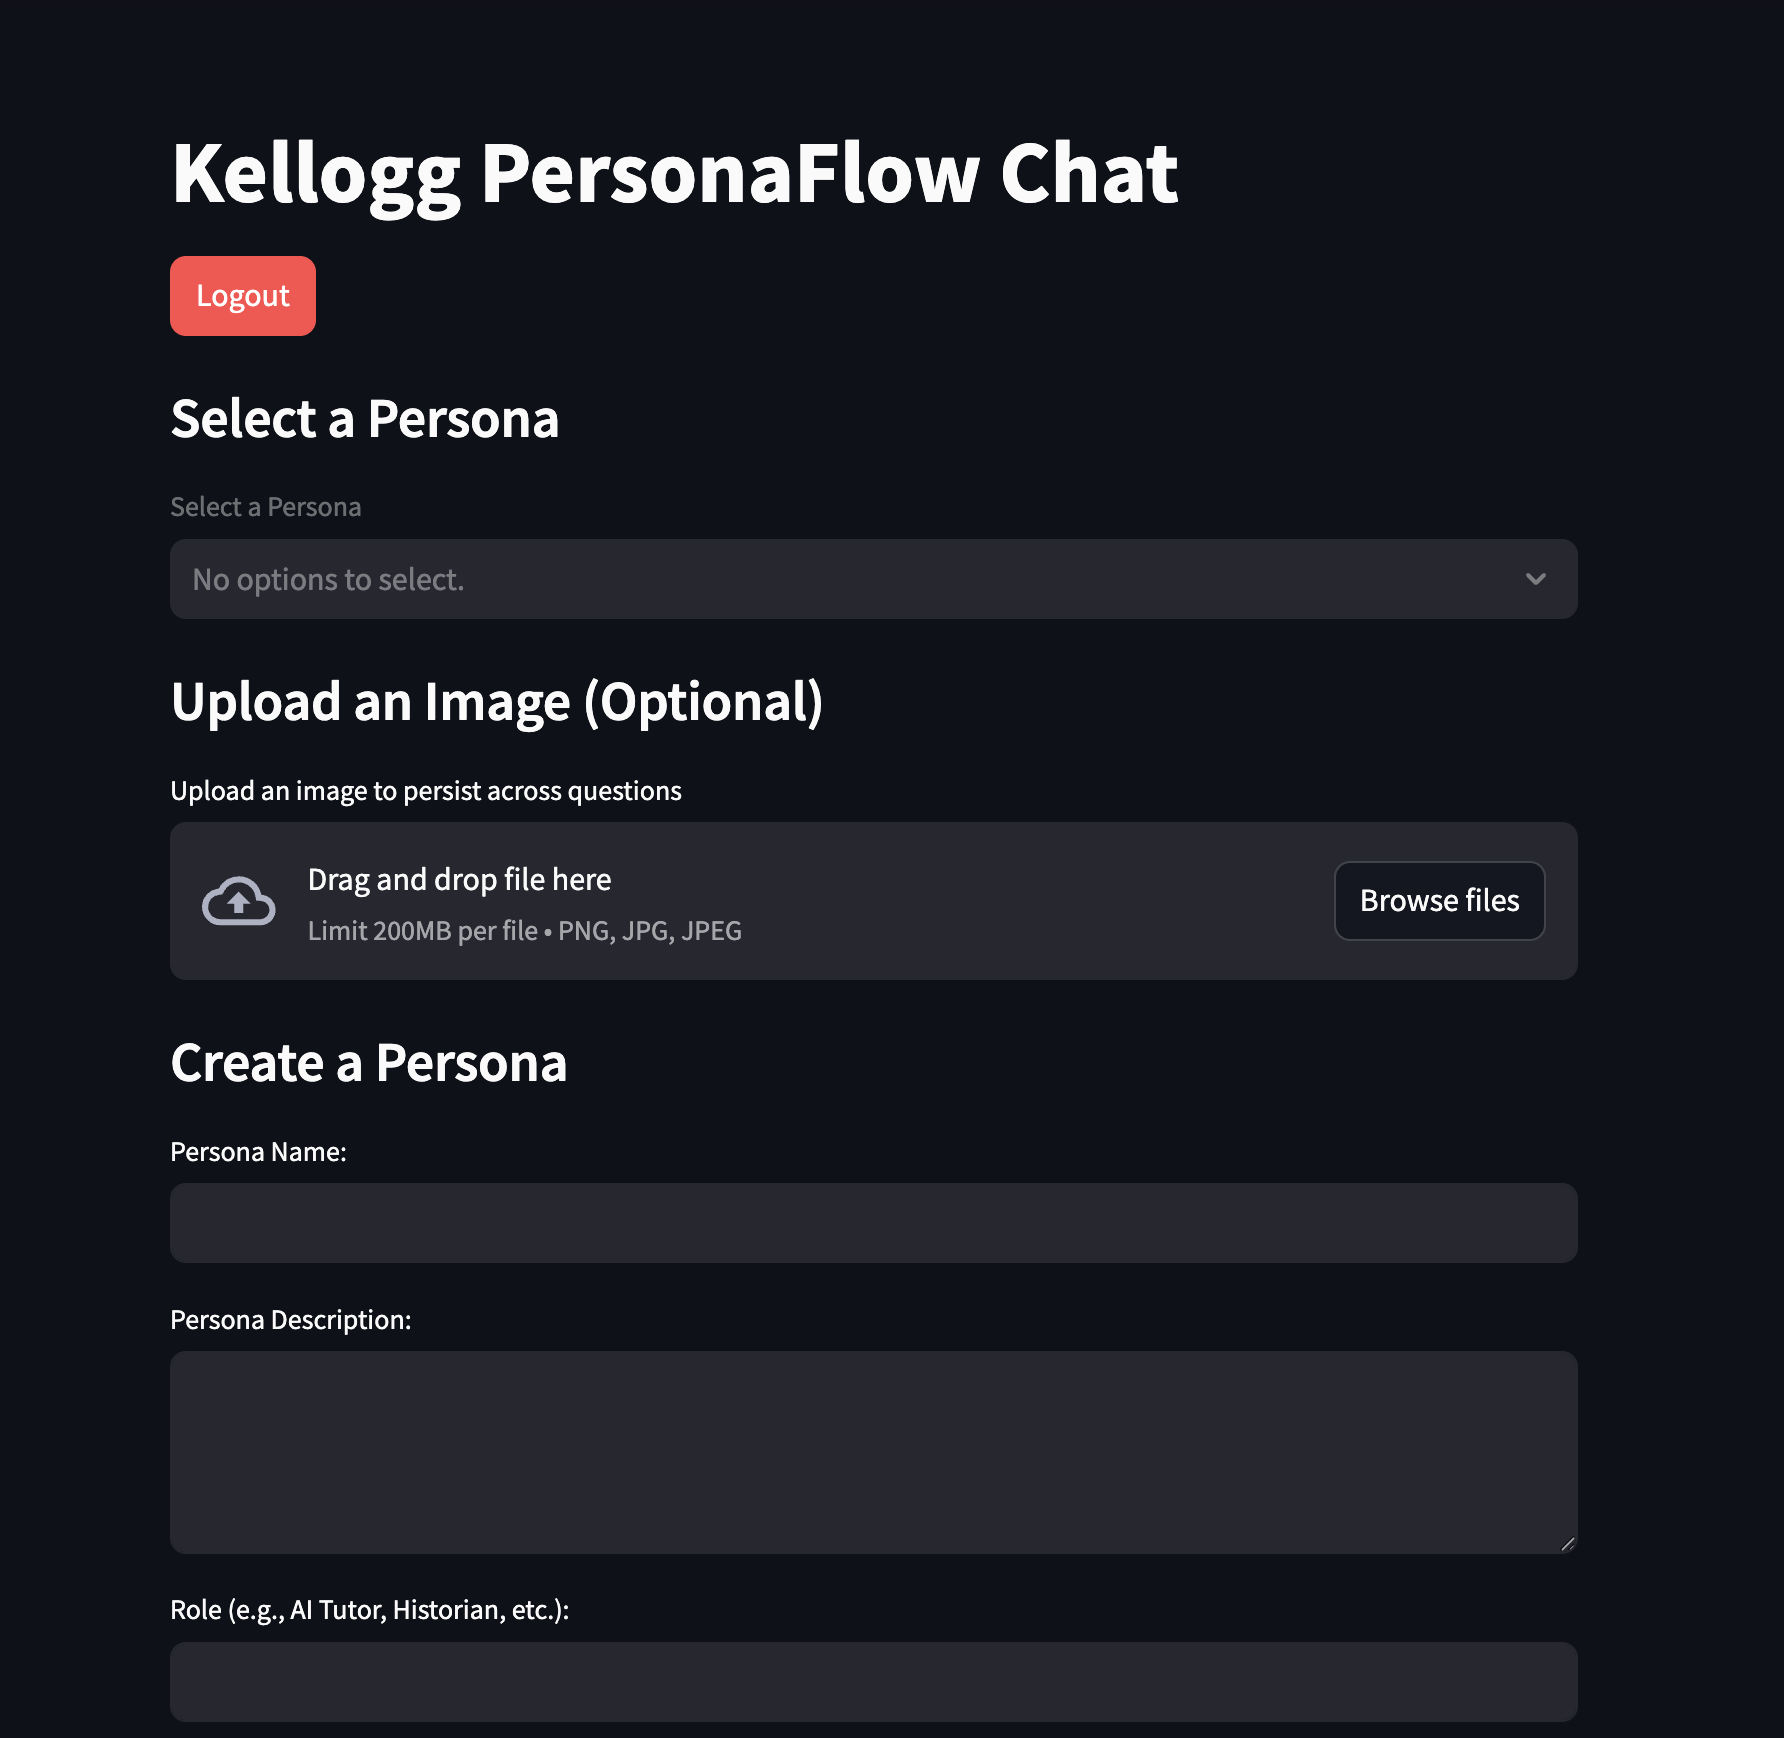 Kellogg PersonaFlow Chat
Logout
Select a Persona
Select a Persona
No options to select.
Upload an Image (Optional)
Upload an image to persist across questions
Drag and drop file here
Limit 200MB per file • PNG, JPG, JPEG
Browse files
Create a Persona
Persona Name:
Persona Description:
Role (e.g., AI Tutor, Historian, etc.):